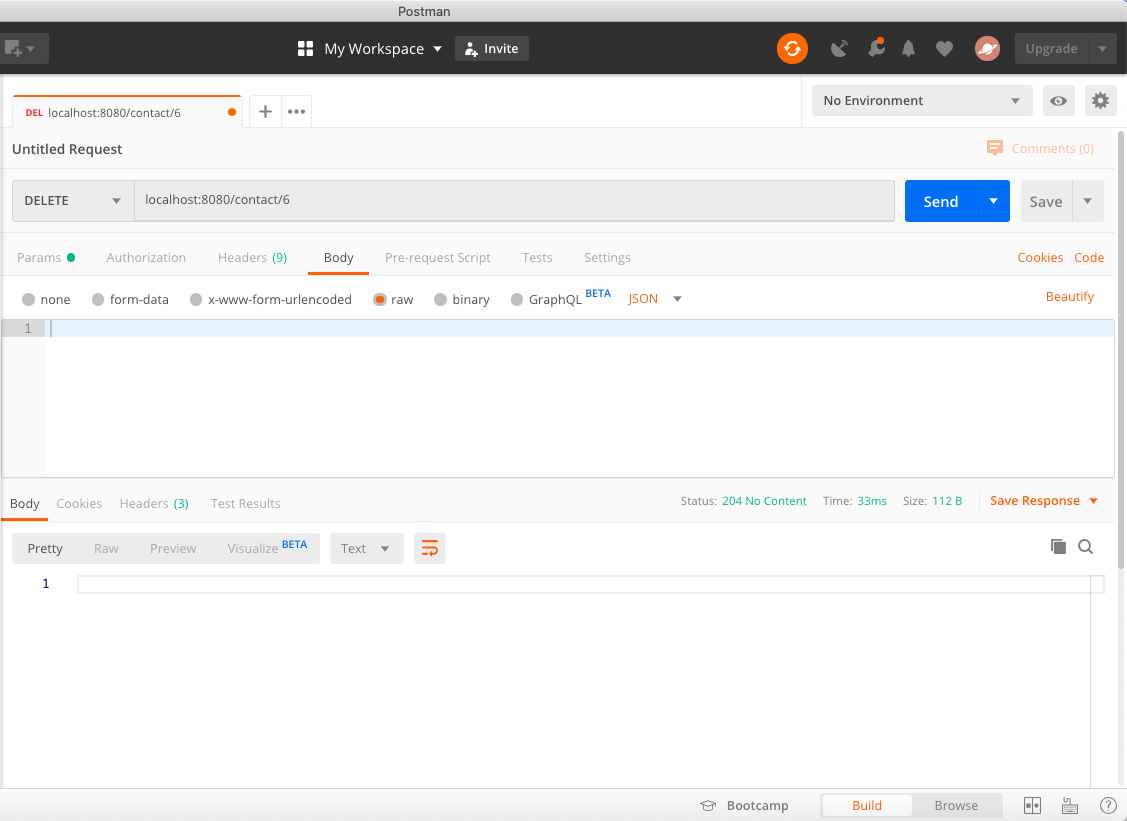 Postman
My Workspace Invite Upgrade
DEL localhost:8080/contact/6 No Environment
Untitled Request Comments (0)
DELETE localhost:8080/contact/6 Send Save
Params Authorization Headers (9) Body Pre-request Script Tests Settings Cookies Code
none form-data x-www-form-urlencoded raw binary GraphQL BETA JSON Beautify
1
Body Cookies Headers (3) Test Results Status: 204 No Content Time: 33ms Size: 112 B Save Response
Pretty Raw Preview Visualize BETA Text
1
Bootcamp Build Browse